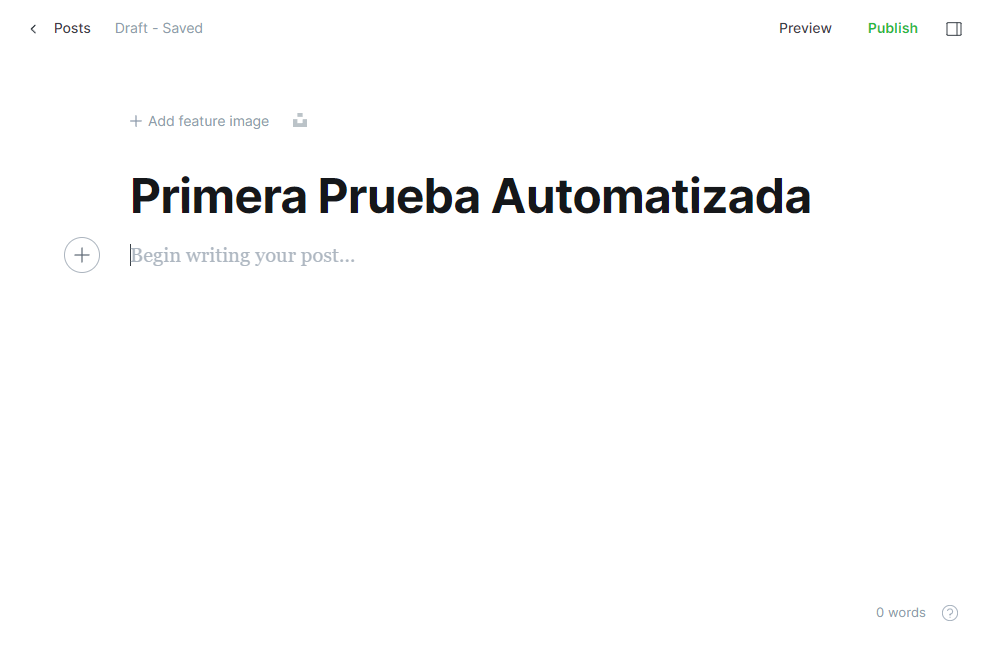 Posts Draft - Saved Preview Publish
+ Add feature image
Primera Prueba Automatizada
Begin writing your post...
0 words ?